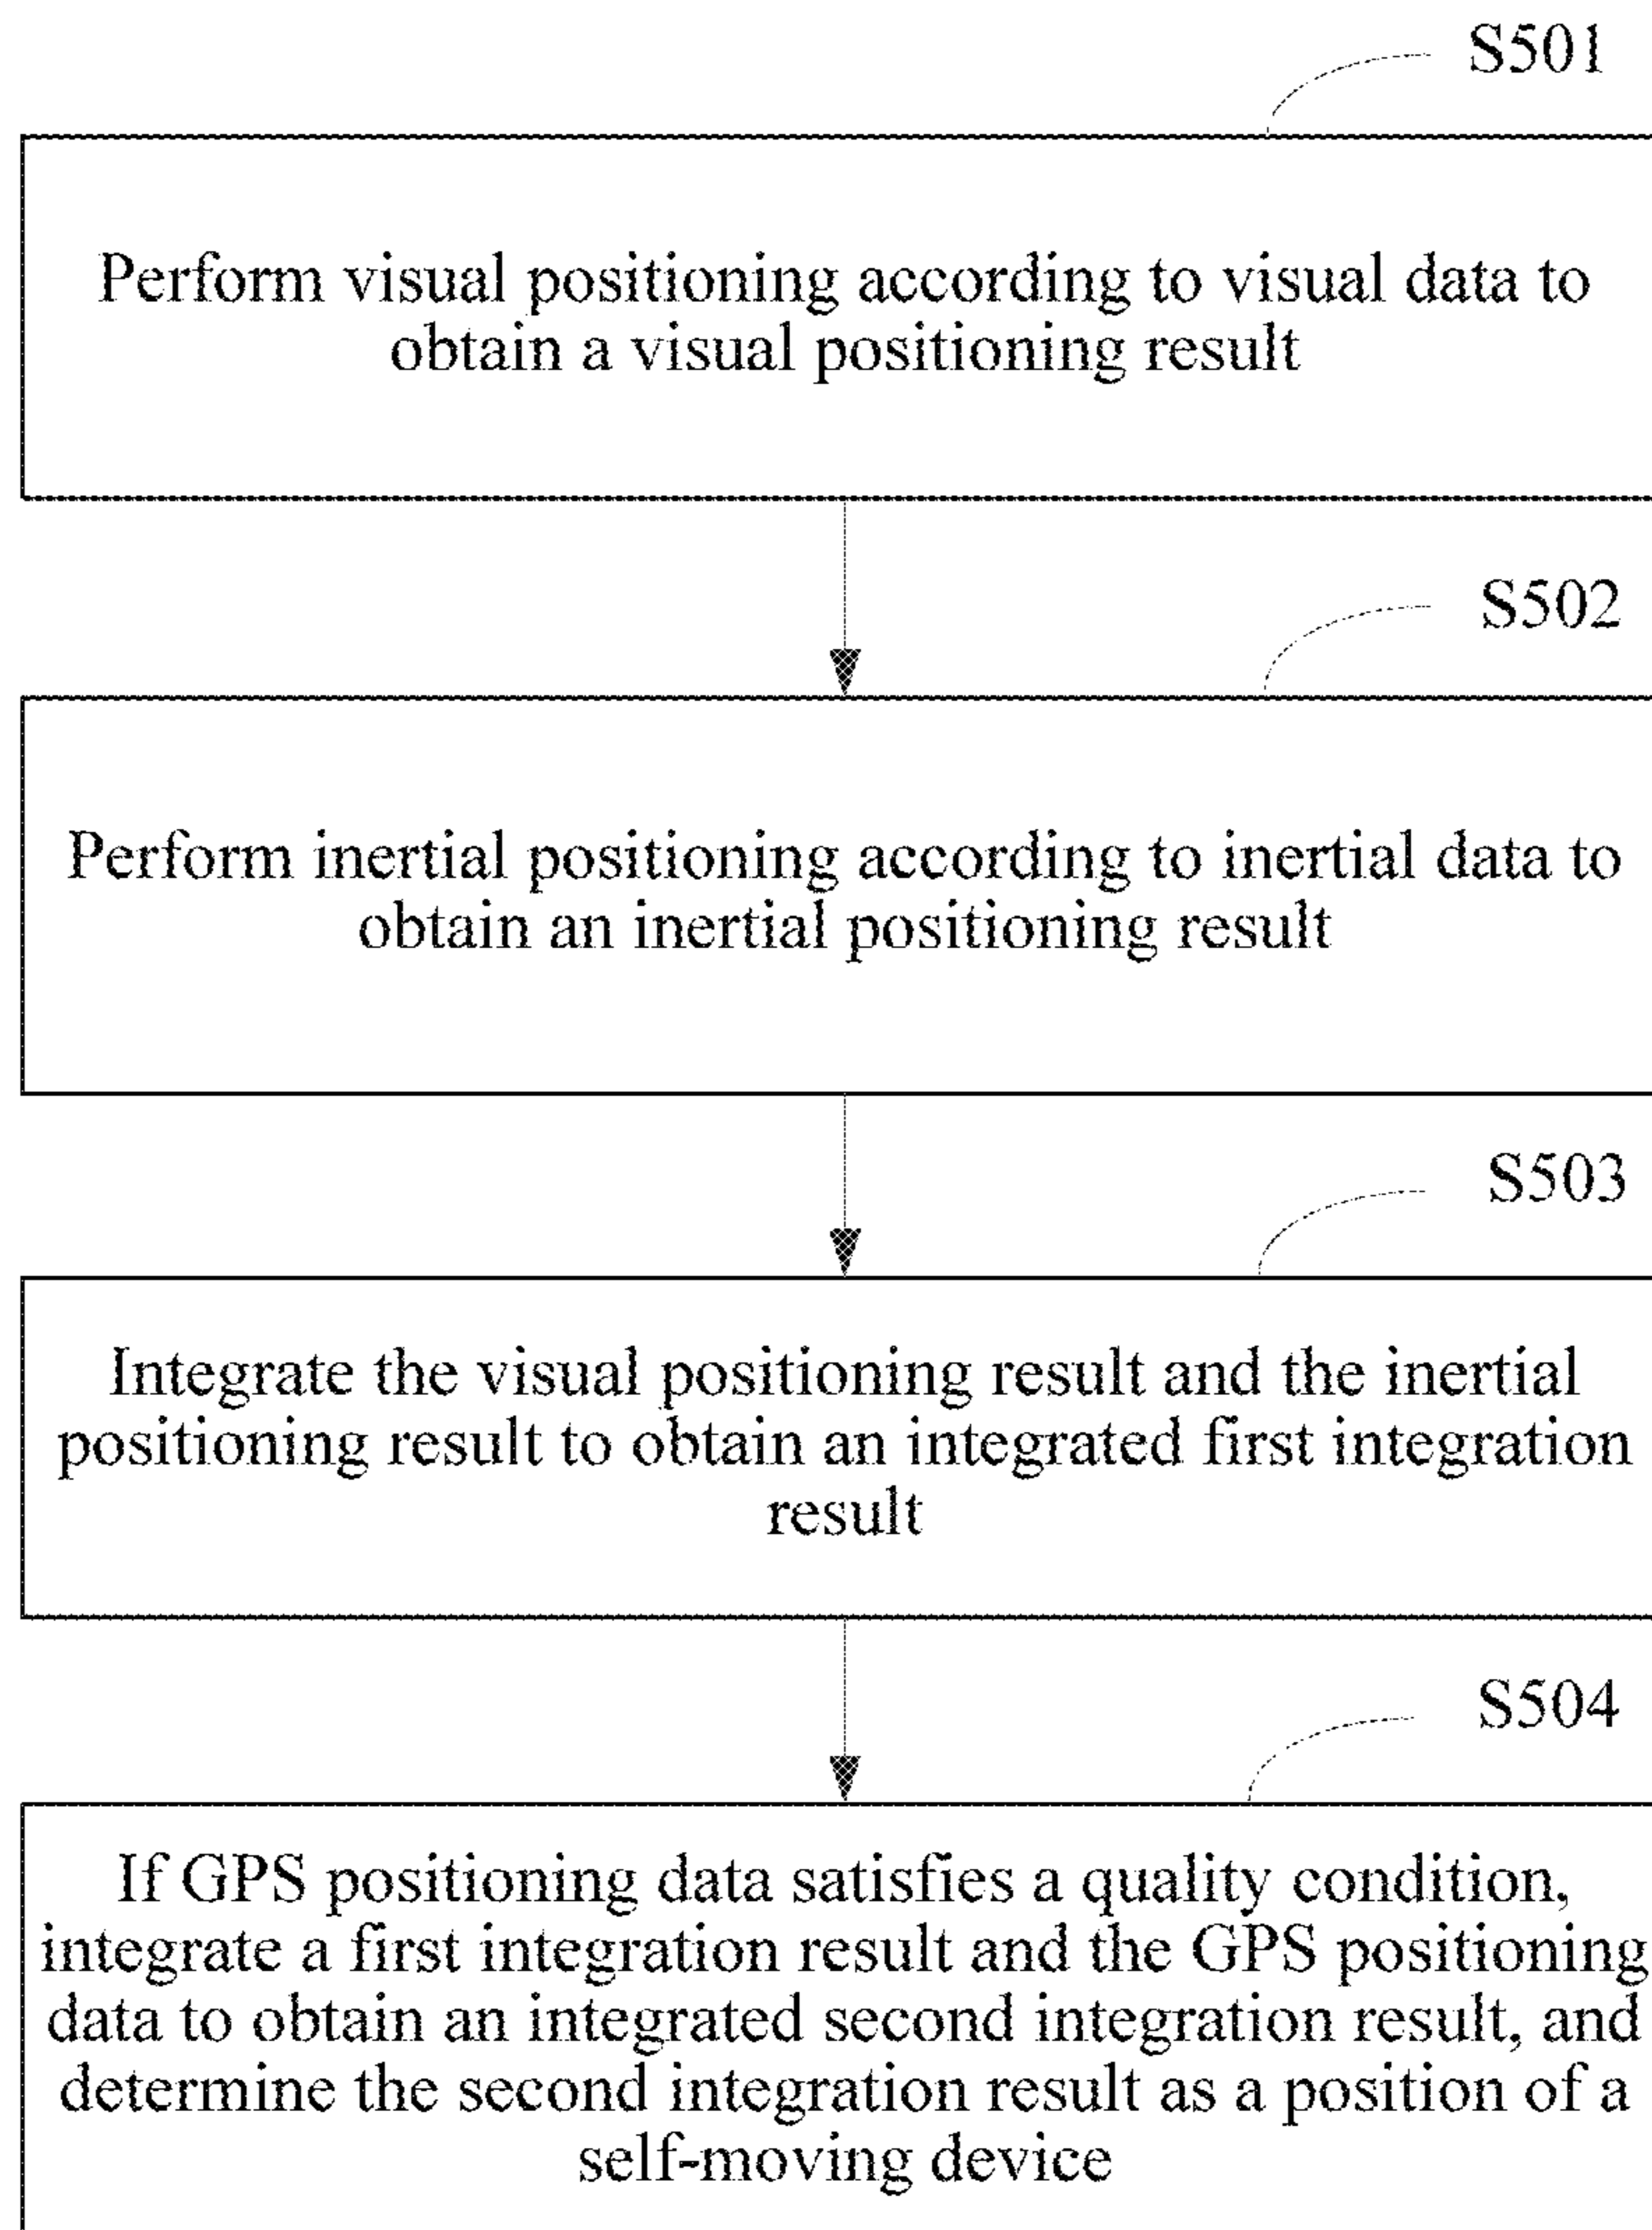 S501
Perform visual positioning according to visual data to
obtain a visual positioning result
S502
Perform inertial positioning according to inertial data to
obtain an inertial positioning result
S503
Integrate the visual positioning result and the inertial
positioning result to obtain an integrated first integration
result
S504
If GPS positioning data satisfies a quality condition,
integrate a first integration result and the GPS positioning
data to obtain an integrated second integration result, and
determine the second integration result as a position of a
self-moving device